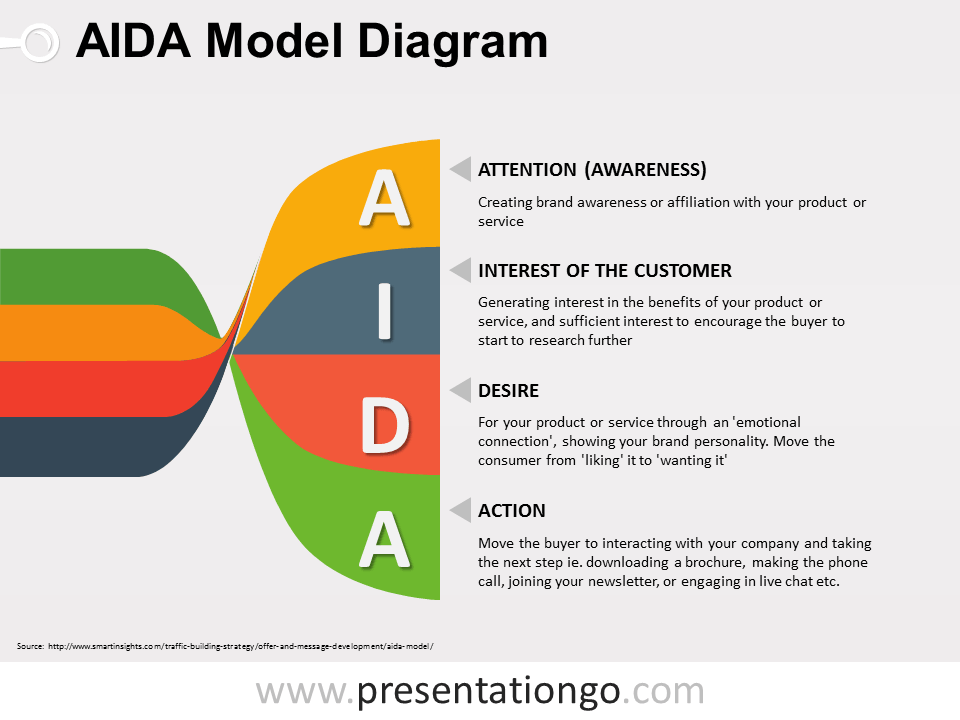 AIDA Model Diagram
A
ATTENTION (AWARENESS)
Creating brand awareness or affiliation with your product or
service
I
INTEREST OF THE CUSTOMER
Generating interest in the benefits of your product or
service, and sufficient interest to encourage the buyer to
start to research further
D
DESIRE
For your product or service through an 'emotional
connection', showing your brand personality. Move the
consumer from 'liking' it to 'wanting it'
A
ACTION
Move the buyer to interacting with your company and taking
the next step ie. downloading a brochure, making the phone
call, joining your newsletter, or engaging in live chat etc.
Source: http://www.smartinsights.com/traffic-building-strategy/offer-and-message-development/aida-model/
www.presentationgo.com